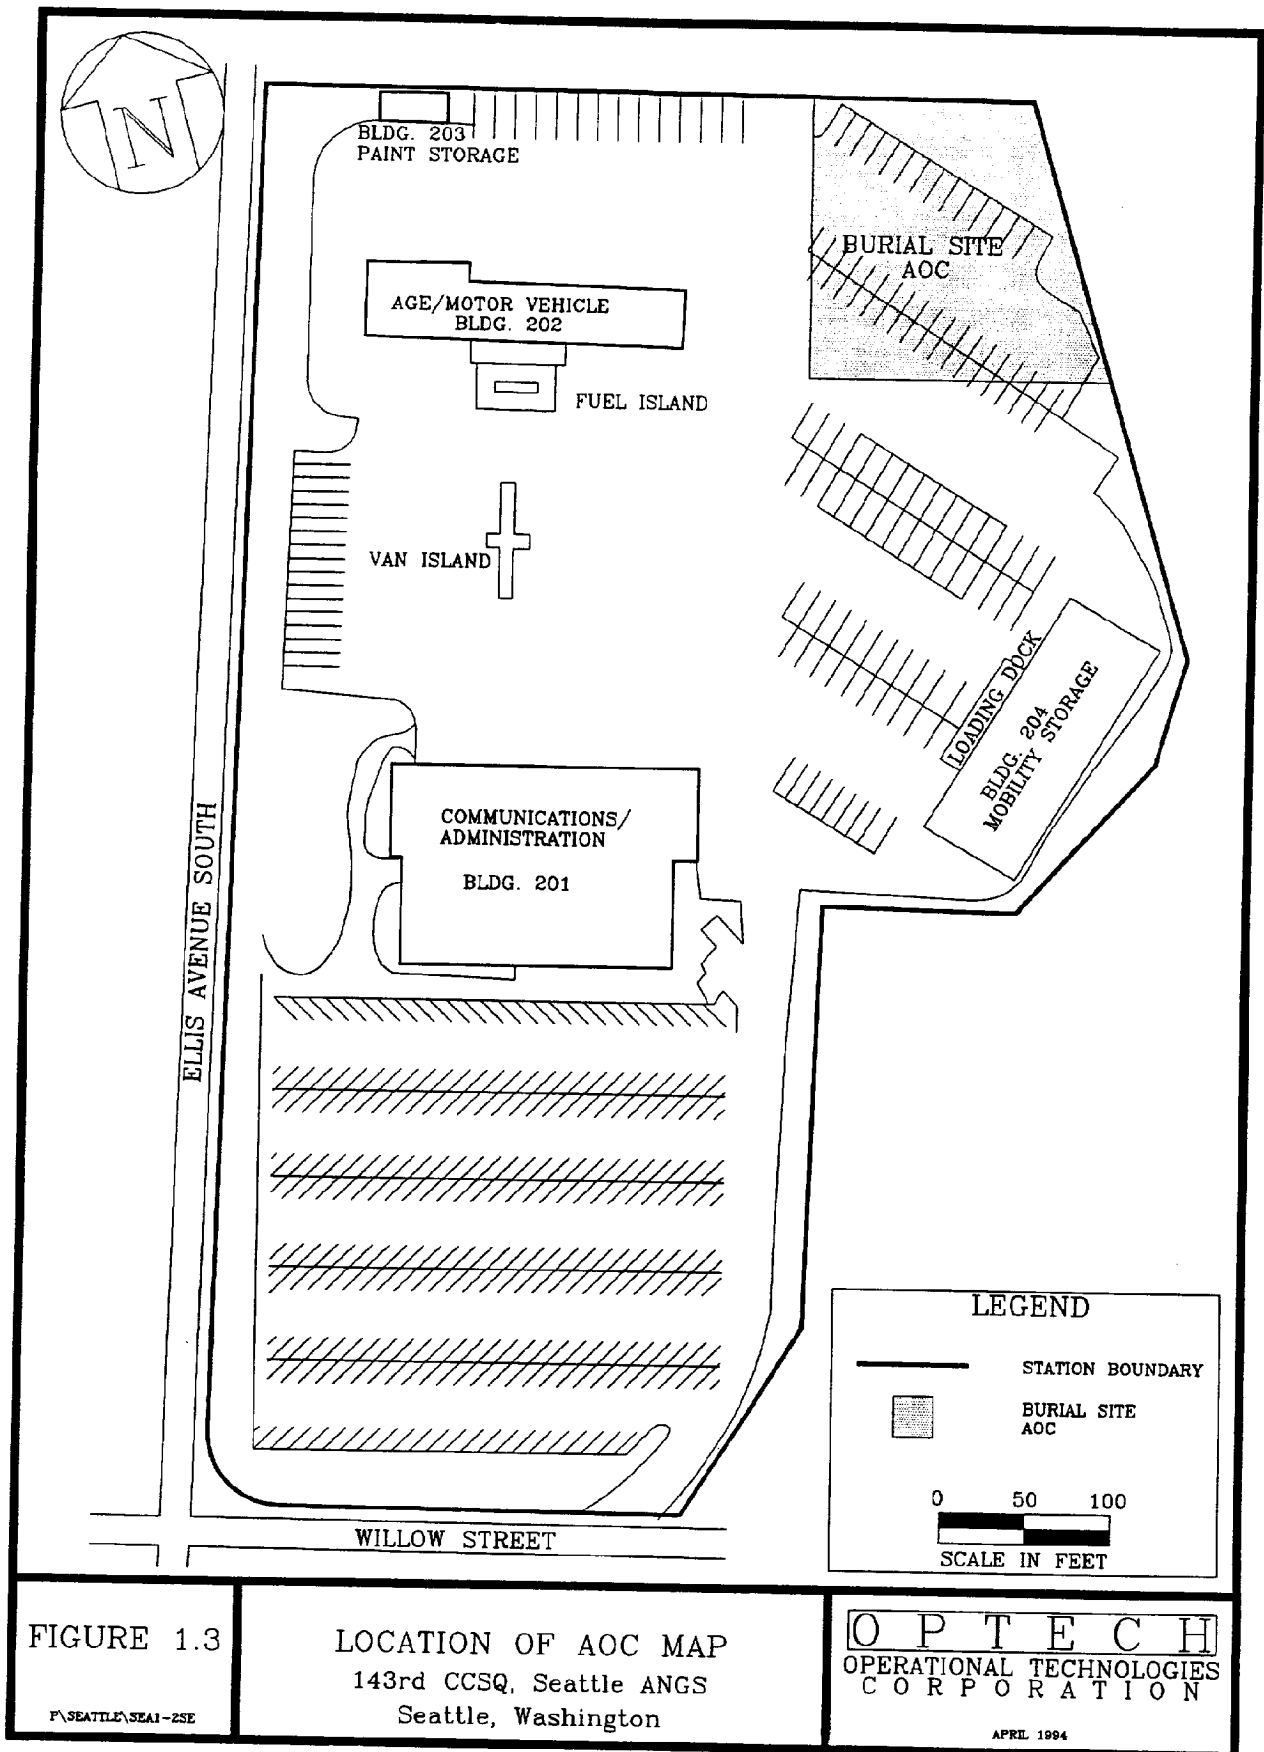 N
BLDG. 203
PAINT STORAGE
BURIAL SITE
AOC
AGE/MOTOR VEHICLE
BLDG. 202
FUEL ISLAND
VAN ISLAND
LOADING DOCK
BLDG. 204
MOBILITY STORAGE
COMMUNICATIONS/
ADMINISTRATION
BLDG. 201
ELLIS AVENUE SOUTH
WILLOW STREET
LEGEND
STATION BOUNDARY
BURIAL SITE
AOC
0 50 100
SCALE IN FEET
FIGURE 1.3
P\SEATTLE\SEA1-2SE
LOCATION OF AOC MAP
143rd CCSQ, Seattle ANGS
Seattle, Washington
OPTECH
OPERATIONAL TECHNOLOGIES
CORPORATION
APRIL 1994